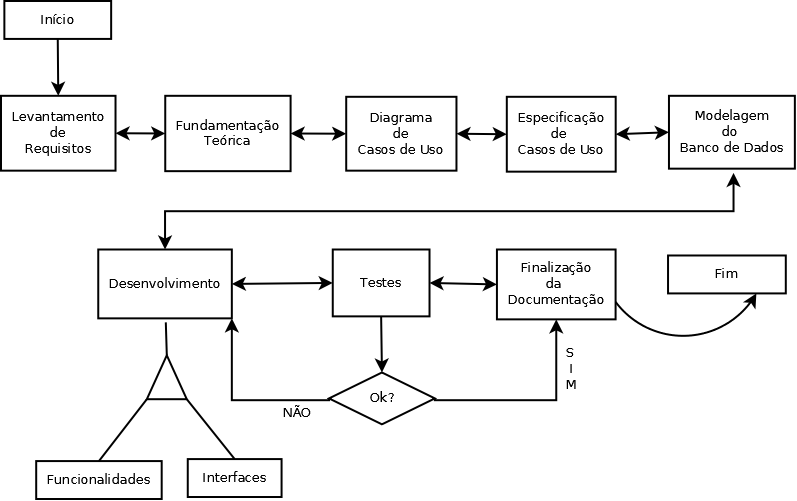 Início
Levantamento
de
Requisitos
Fundamentação
Teórica
Diagrama
de
Casos de Uso
Especificação
de
Casos de Uso
Modelagem
do
Banco de Dados
Desenvolvimento
Testes
Finalização
da
Documentação
Fim
S
I
M
Ok?
NÃO
Funcionalidades
Interfaces